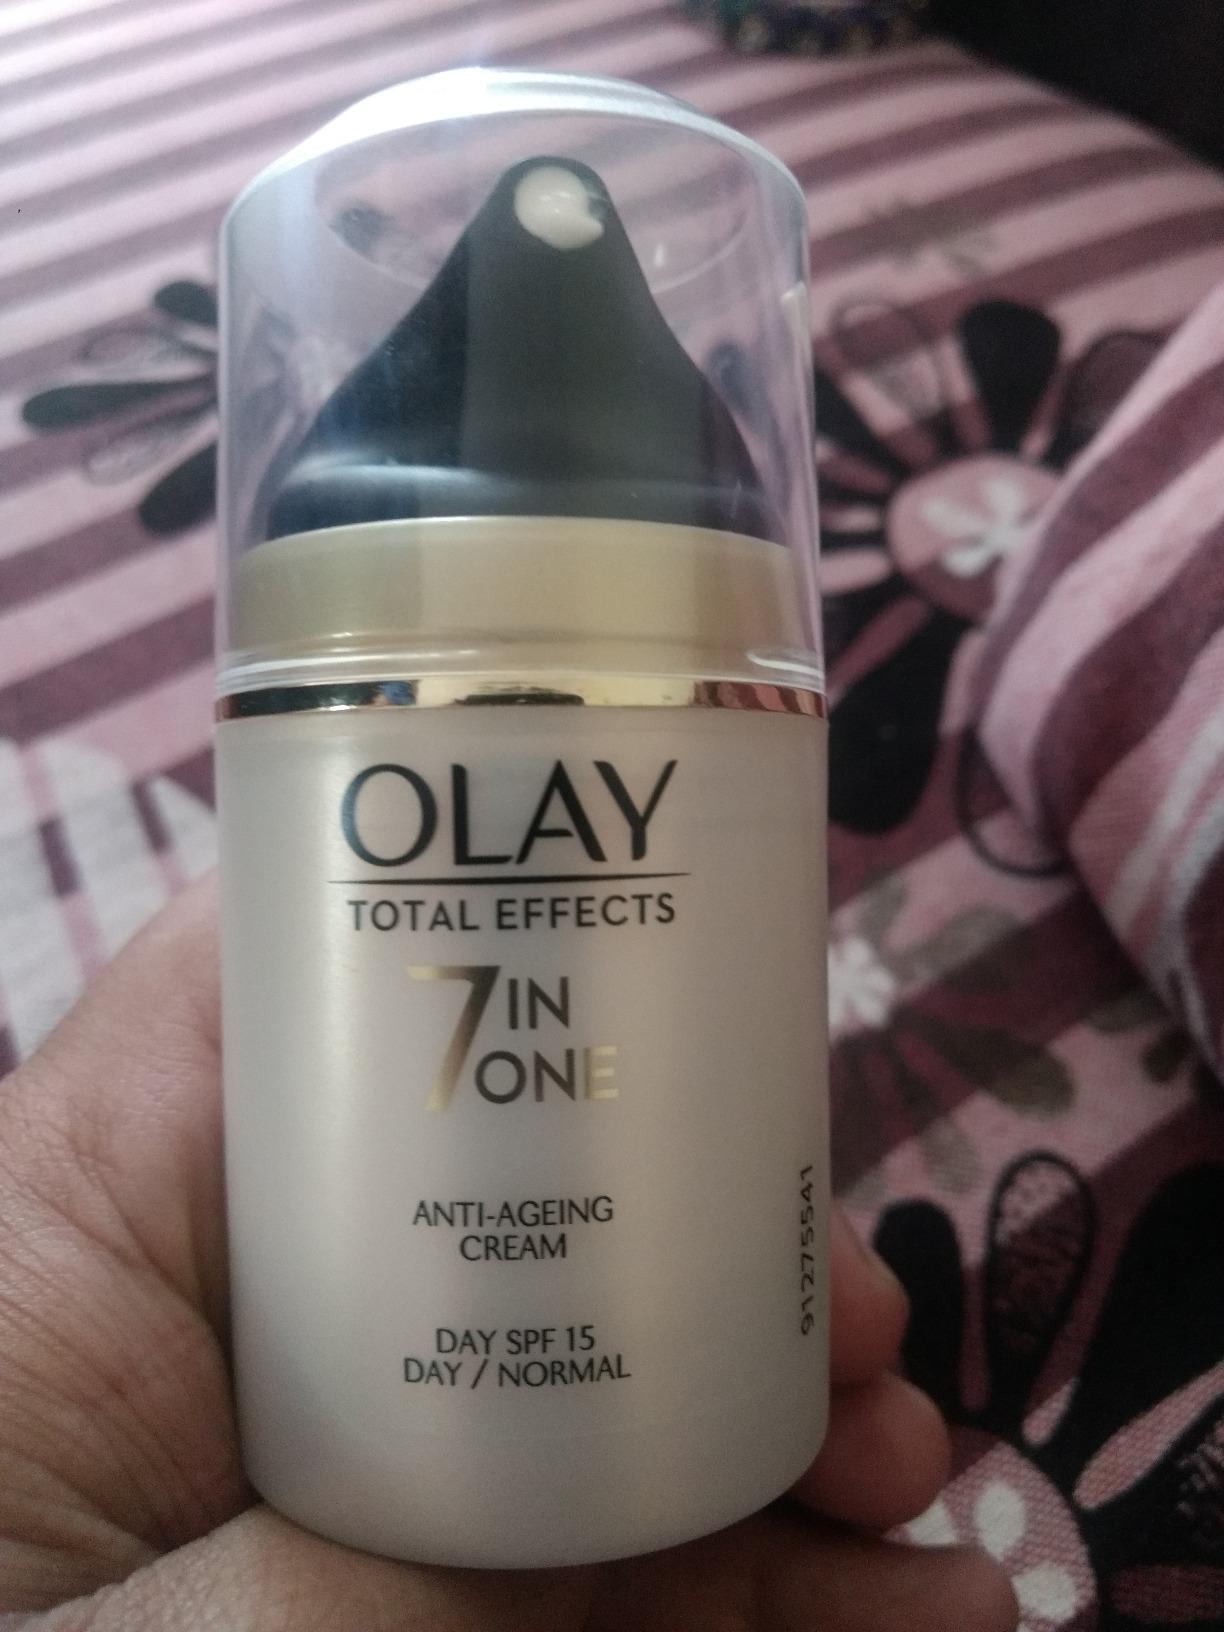 OLAY
TOTAL EFFECTS
7 IN
ONE
ANTI-AGEING
CREAM
DAY SPF 15
DAY / NORMAL
91275541